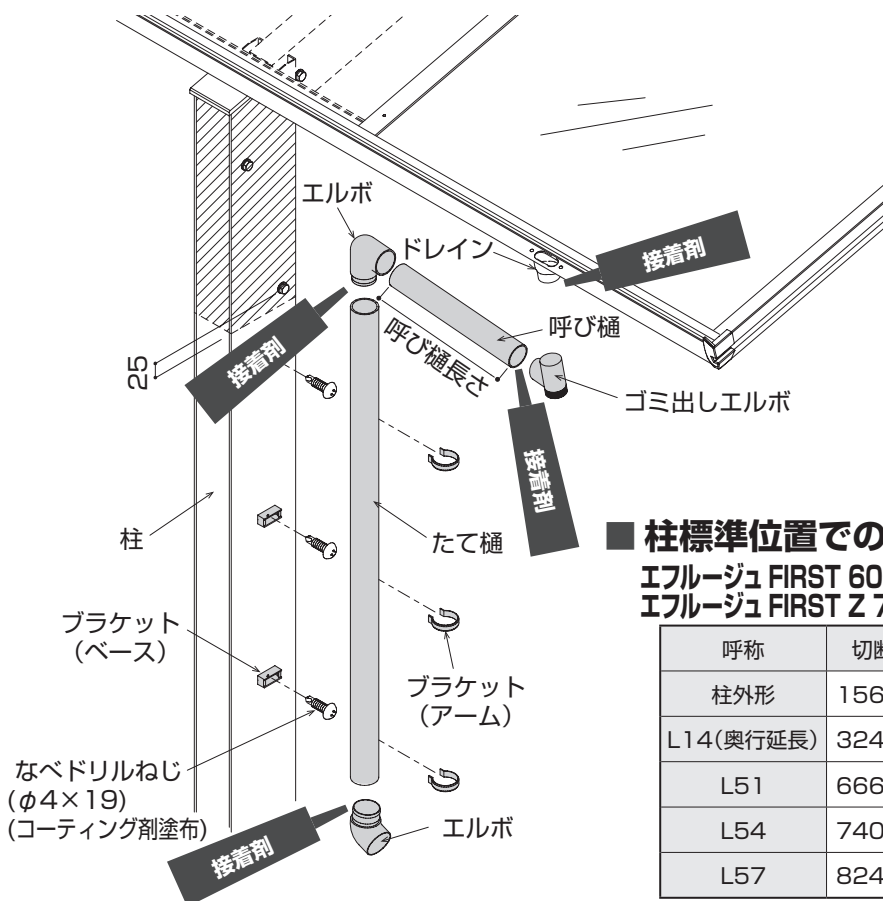 エルボ
ドレイン
接着剤
呼び樋
接着剤
呼び樋長さ
25
ゴミ出しエルボ
接着剤
柱
たて樋
ブラケット
(ベース)
ブラケット
(アーム)
なべドリルねじ
(φ4×19)
(コーティング剤塗布)
接着剤
エルボ
■ 柱標準位置での
エフルージュ FIRST 60
エフルージュ FIRST Z 7
呼称 切断
柱外形 156
L14(奥行延長) 324
L51 666
L54 740
L57 824